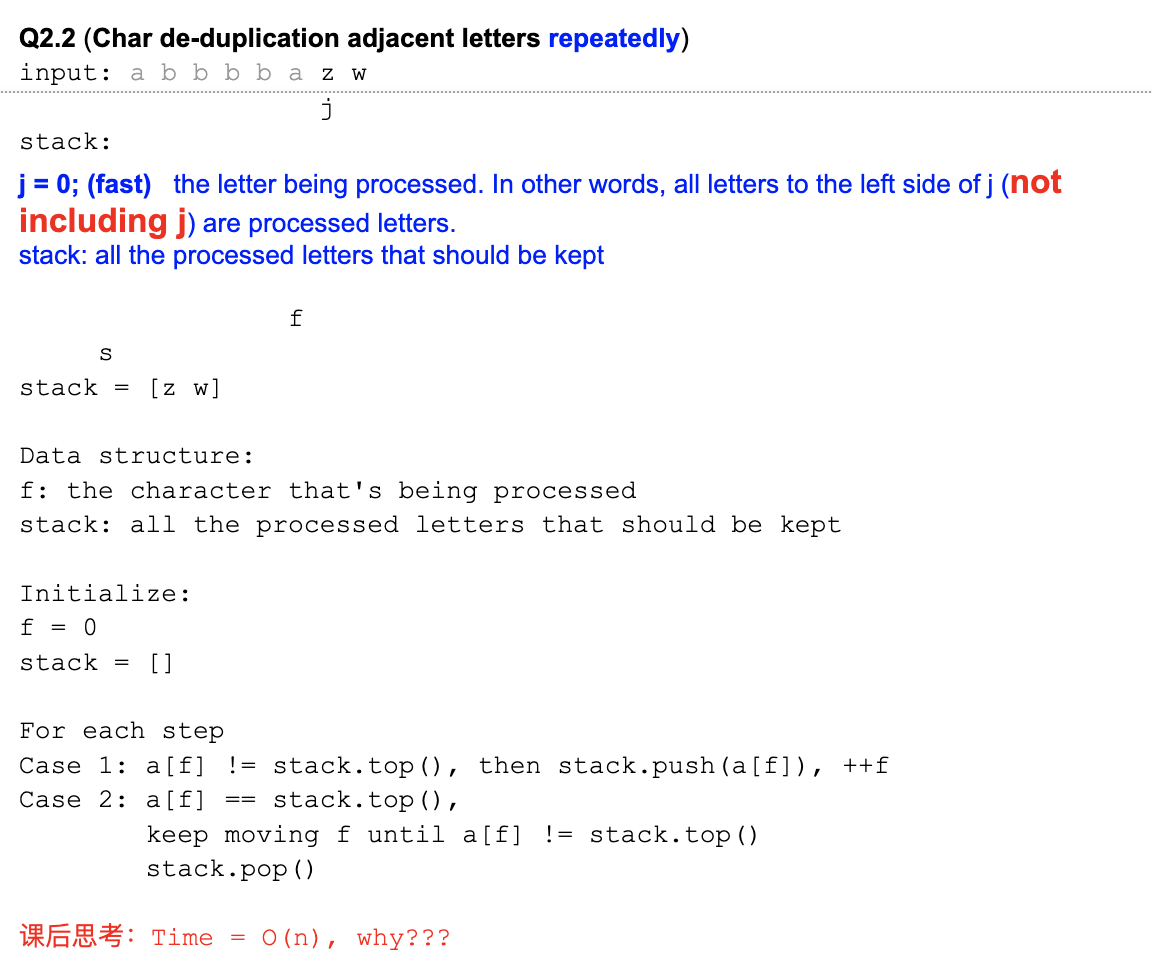 Q2.2 (Char de-duplication adjacent letters repeatedly)
input: a b b b b a z w
j
stack:
j = 0; (fast) the letter being processed. In other words, all letters to the left side of j (not
including j) are processed letters.
stack: all the processed letters that should be kept
f
s
stack = [z w]
Data structure:
f: the character that's being processed
stack: all the processed letters that should be kept
Initialize:
f = 0
stack = []
For each step
Case 1: a[f] != stack.top(), then stack.push(a[f]), ++f
Case 2: a[f] == stack.top(),
keep moving f until a[f] != stack.top()
stack.pop()
课后思考：Time = O(n), why???